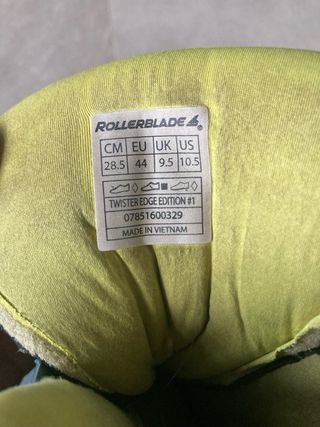 ROLLERBLADE®
CM EU UK US
28.5 44 9.5 10.5
TWISTER EDGE EDITION #1
07851600329
MADE IN VIETNAM